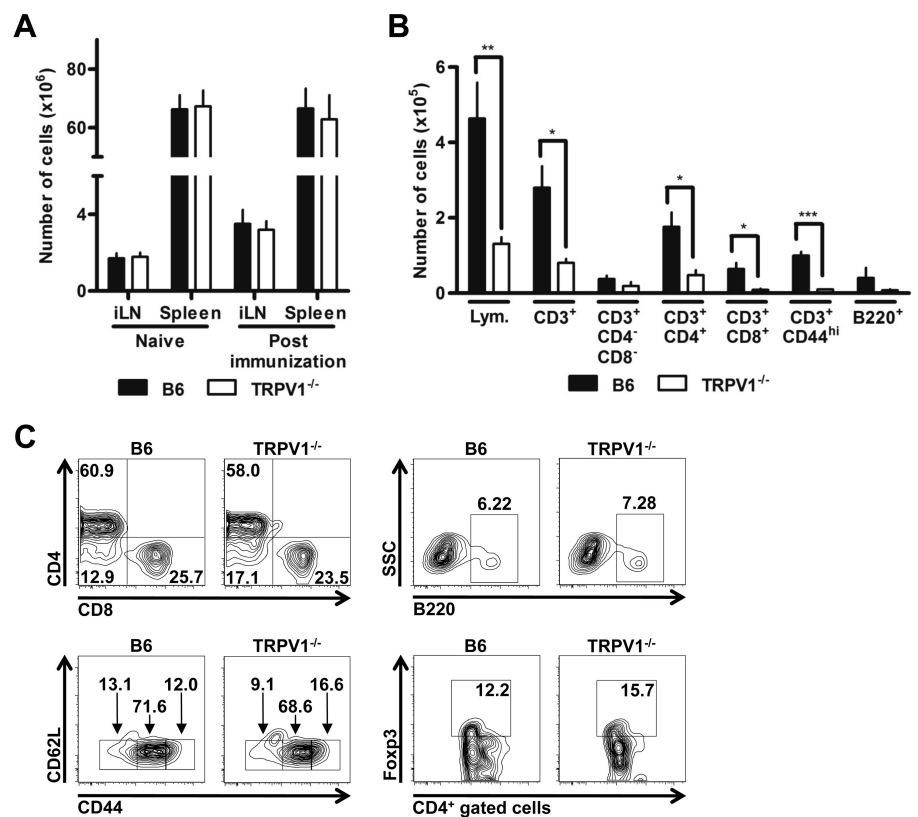 A
Number of cells (x10⁶)
80
60
4
0
iLN Spleen iLN Spleen
Naive Post
immunization
B6 TRPV1⁻/⁻
B
Number of cells (x10⁵)
6
4
2
0
**
*
*
*
***
Lym. CD3⁺ CD3⁺ CD3⁺ CD3⁺ CD3⁺ B220⁺
CD4⁻ CD4⁺ CD8⁺ CD44ʰⁱ
CD8⁻
B6 TRPV1⁻/⁻
C
B6 TRPV1⁻/⁻
60.9 58.0
12.9 25.7 17.1 23.5
CD4
CD8
B6 TRPV1⁻/⁻
6.22 7.28
SSC
B220
B6 TRPV1⁻/⁻
13.1 12.0 9.1 16.6
71.6 68.6
CD62L
CD44
B6 TRPV1⁻/⁻
12.2 15.7
Foxp3
CD4⁺ gated cells